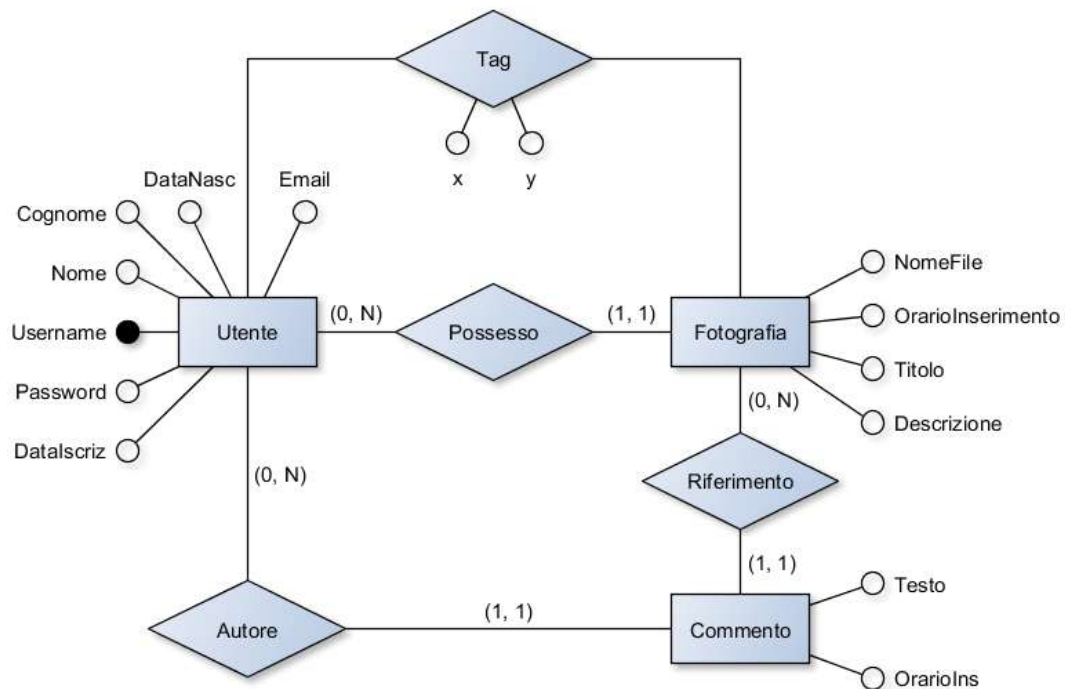 Tag
x
y
DataNasc
Email
Cognome
Nome
Username
Password
DataIscriz
Utente
(0, N)
Possesso
(1, 1)
Fotografia
NomeFile
OrarioInserimento
Titolo
Descrizione
(0, N)
Riferimento
(0, N)
(1, 1)
Autore
(1, 1)
Commento
Testo
OrarioIns